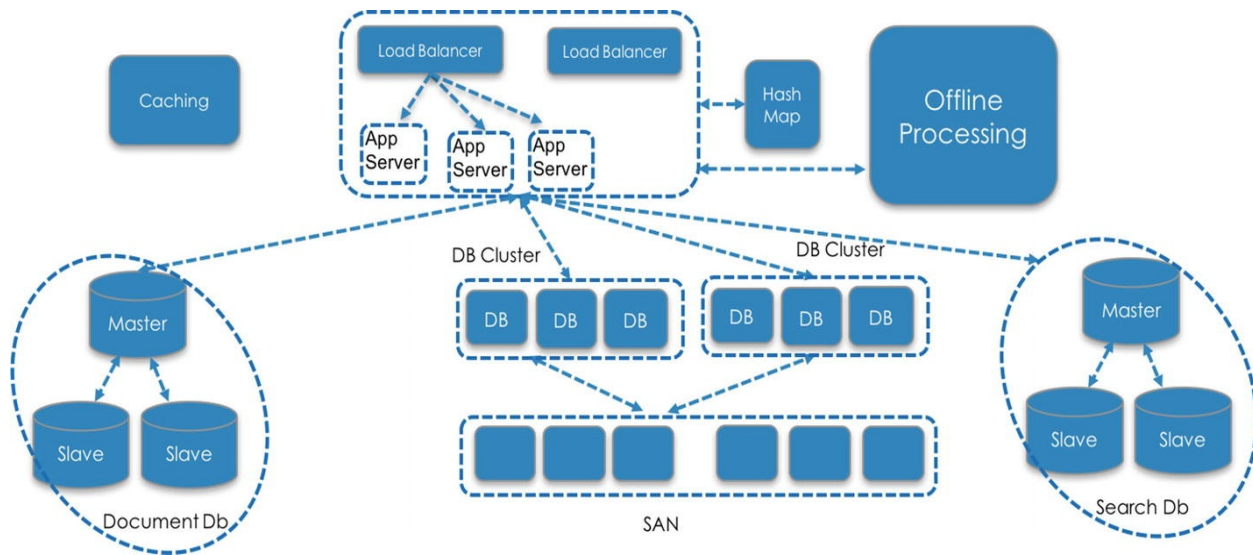 Load Balancer
Load Balancer
Caching
Hash
Map
Offline
Processing
App
Server
App
Server
App
Server
DB Cluster
DB Cluster
Master
DB
DB
DB
DB
DB
DB
Master
Slave
Slave
Slave
Slave
Document Db
SAN
Search Db